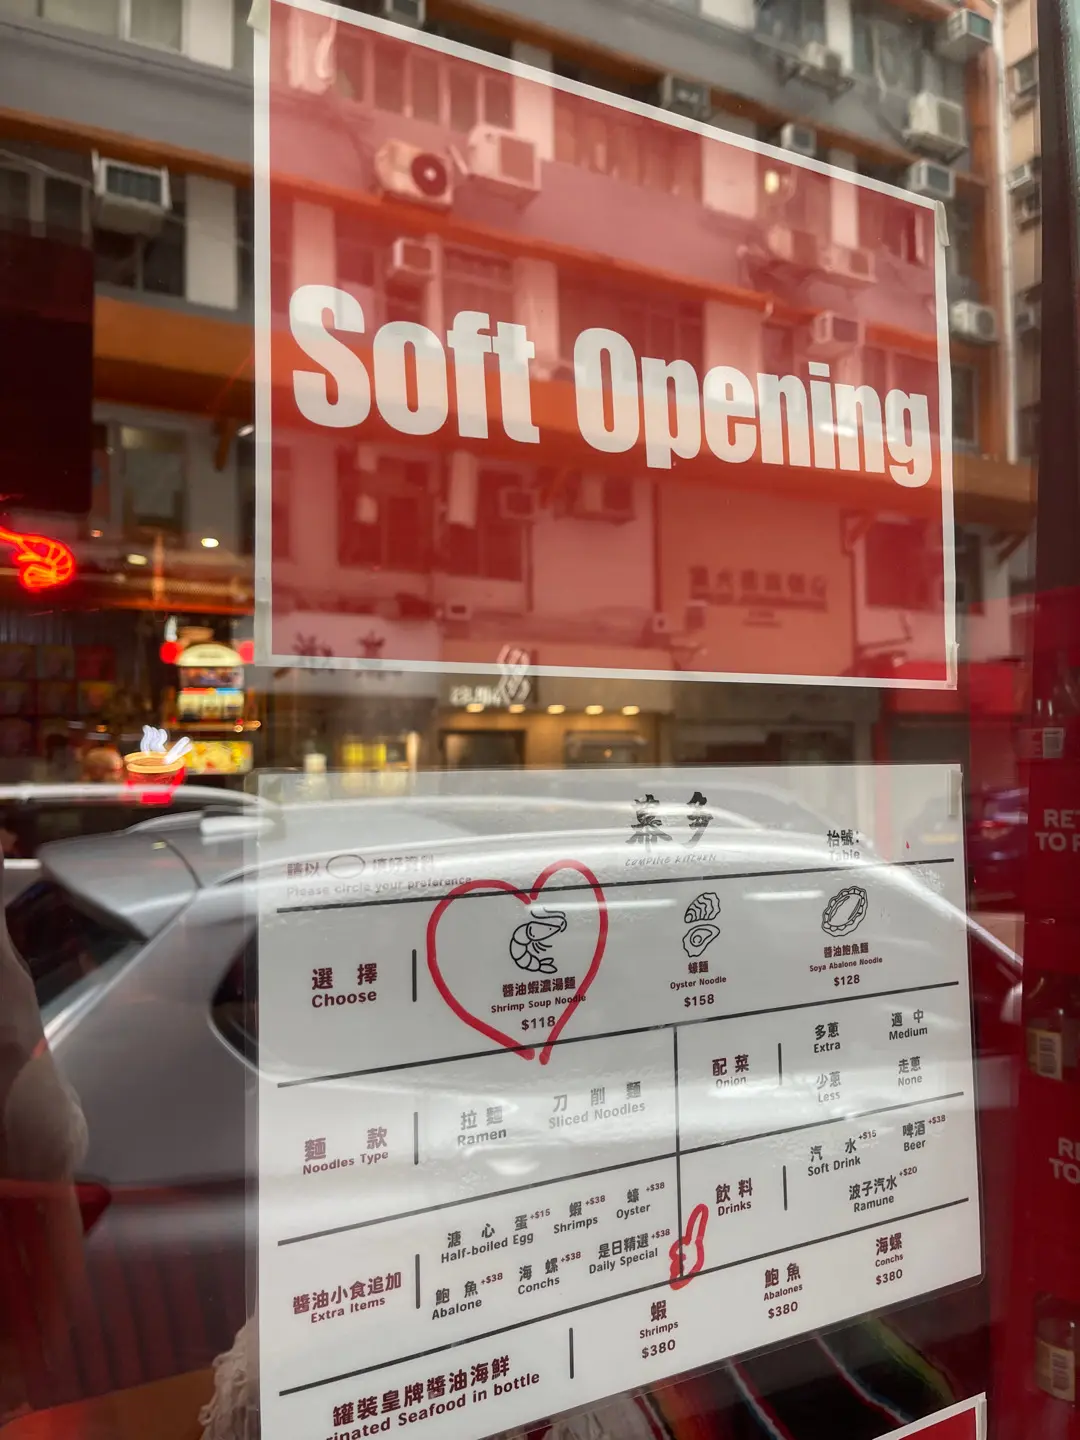 Soft Opening
慕多
CUMPING KITCHEN
請以
Please circle your preference
枱號:
Table
選擇
Choose
醬油蝦濃湯麵
Shrimp Soup Noodle
$118
蠔麵
Oyster Noodle
$158
醬油鮑魚麵
Soya Abalone Noodle
$128
麵款
Noodles Type
拉麵
Ramen
刀削麵
Sliced Noodles
配菜
Onion
多蔥
Extra
適中
Medium
少蔥
Less
走蔥
None
醬油小食追加
Extra Items
溏心蛋+$15
Half-boiled Egg
蝦+$38
Shrimps
蠔+$38
Oyster
鮑魚+$38
Abalone
海螺+$38
Conchs
是日精選+$38
Daily Special
飲料
Drinks
汽水+$15
Soft Drink
啤酒+$38
Beer
波子汽水+$20
Ramune
罐裝皇牌醬油海鮮
rinated Seafood in bottle
蝦
Shrimps
$380
鮑魚
Abalones
$380
海螺
Conchs
$380